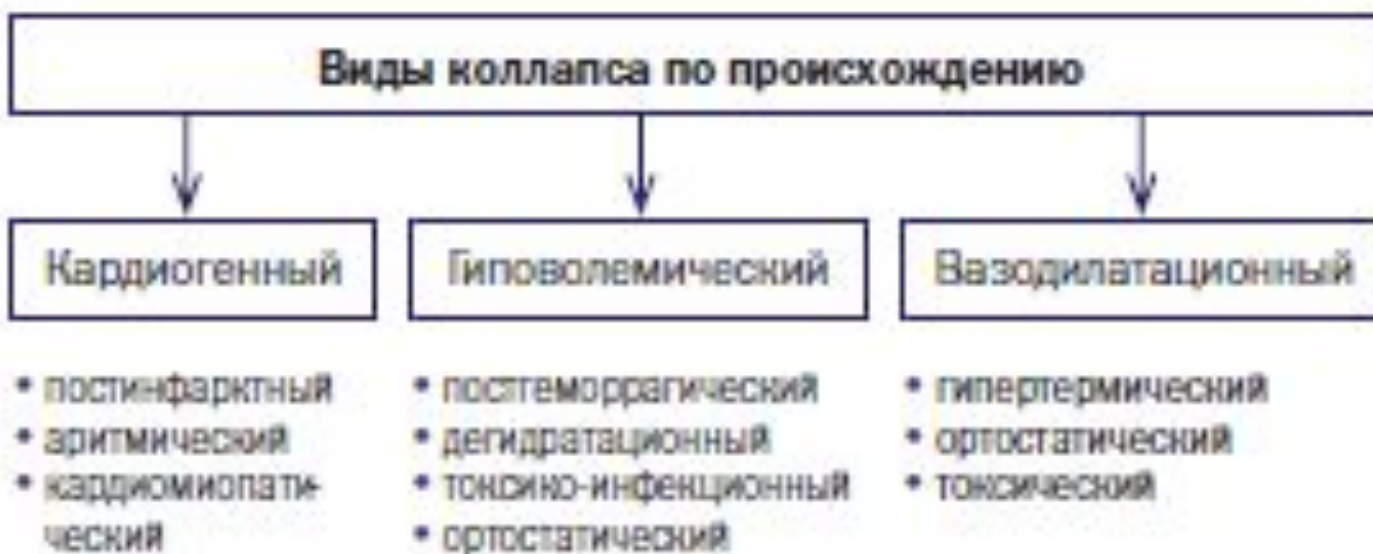 Виды коллапса по происхождению
Кардиогенный
Гиповолемический
Вазодилатационный
• постинфарктный
• аритмический
• кардиомиопати-
ческий
• постгеморрагический
• дегидратационный
• токсико-инфекционный
• ортостатический
• гипертермический
• ортостатический
• токсический